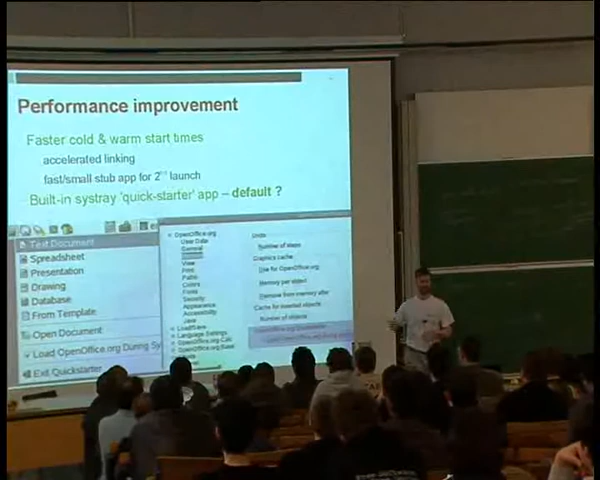 Performance improvement
Faster cold & warm start times
accelerated linking
fast/small stub app for 2nd launch
Built-in systray 'quick-starter' app – default ?
Text Document
Spreadsheet
Presentation
Drawing
Database
From Template
Open Document
Load OpenOffice.org During Sy
Exit Quickstarter
OpenOffice.org
User Data
General
View
Print
Paths
Colors
Fonts
Security
Appearance
Accessibility
Java
Load/Save
Language Settings
OpenOffice.org Calc
OpenOffice.org Base
Undo
Number of steps
Graphics cache
Use for OpenOffice.org
Memory per object
Remove from memory after
Cache for inserted objects
Number of objects